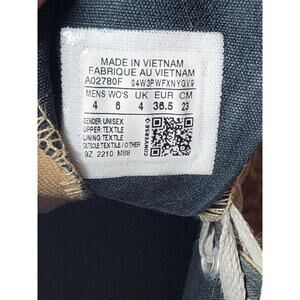 MADE IN VIETNAM
FABRIQUE AU VIETNAM
A02780F 04W3PWFXNYGV9
MENS WO'S UK EUR CM
4 6 4 36.5 23
GENDER: UNISEX
UPPER: TEXTILE
LINING: TEXTILE
OUTSOLE: TEXTILE / OTHER
9Z 2210 M88
CONVERSE